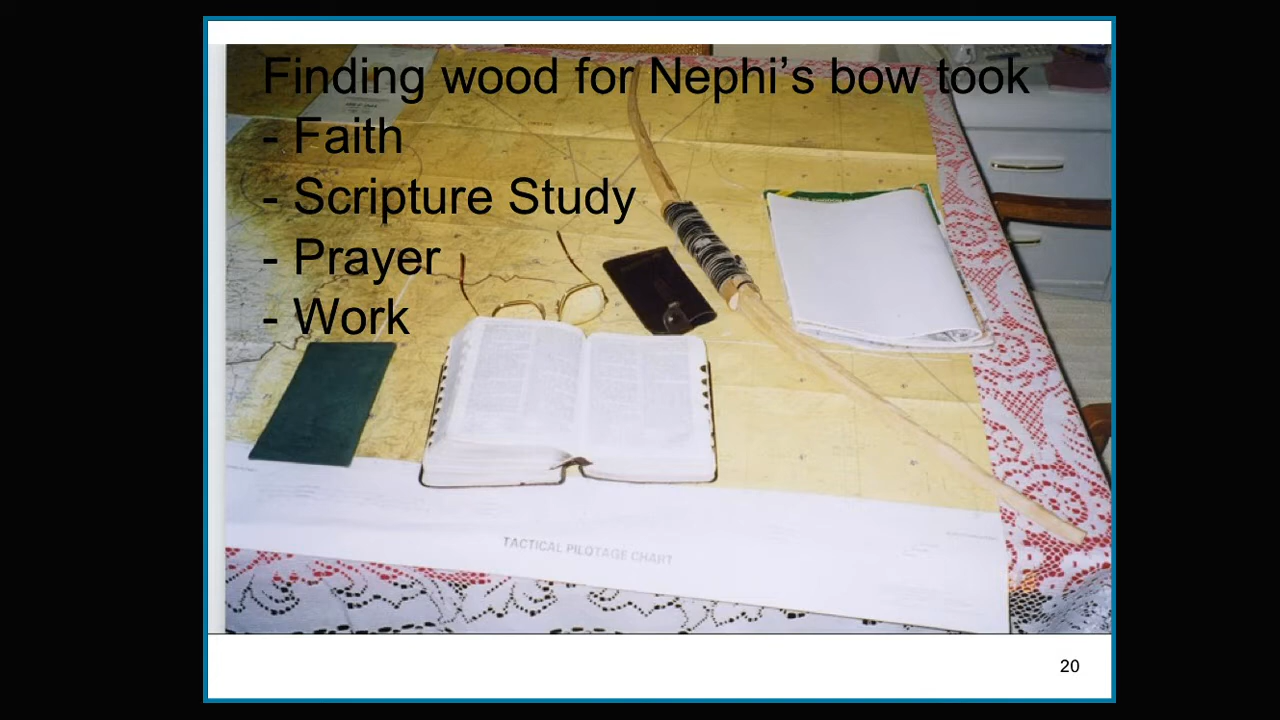 Finding wood for Nephi's bow took
- Faith
- Scripture Study
- Prayer
- Work
TACTICAL PILOTAGE CHART
20